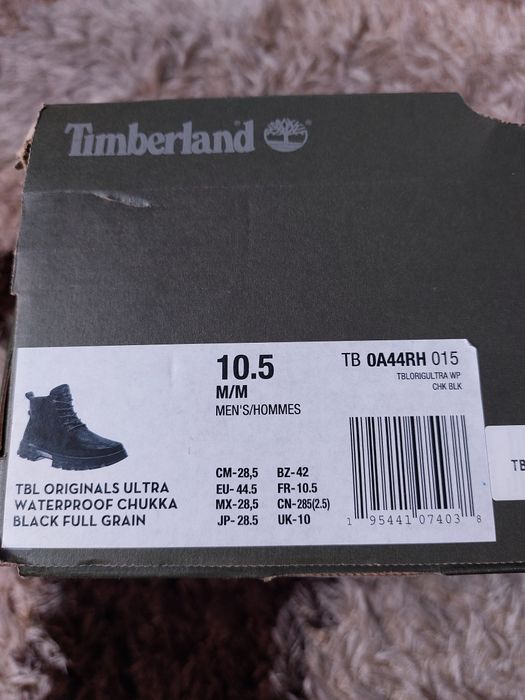 Timberland
10.5
M/M
MEN'S/HOMMES
TB 0A44RH 015
TBLORIGULTRA WP
CHK BLK
TBL ORIGINALS ULTRA
WATERPROOF CHUKKA
BLACK FULL GRAIN
CM-28,5 BZ-42
EU-44.5 FR-10.5
MX-28,5 CN-285(2.5)
JP-28.5 UK-10
1 95441 07403 8
TB